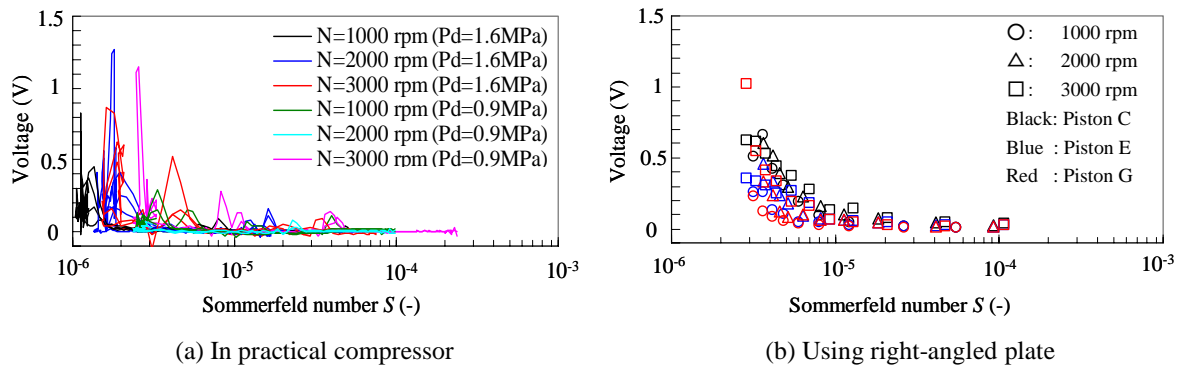 Voltage (V)
1.5
1
0.5
0
N=1000 rpm (Pd=1.6MPa)
N=2000 rpm (Pd=1.6MPa)
N=3000 rpm (Pd=1.6MPa)
N=1000 rpm (Pd=0.9MPa)
N=2000 rpm (Pd=0.9MPa)
N=3000 rpm (Pd=0.9MPa)
10-6
10-5
10-4
10-3
Sommerfeld number S (-)
(a) In practical compressor
Voltage (V)
1.5
1
0.5
0
: 1000 rpm
: 2000 rpm
: 3000 rpm
Black: Piston C
Blue : Piston E
Red : Piston G
10-6
10-5
10-4
10-3
Sommerfeld number S (-)
(b) Using right-angled plate